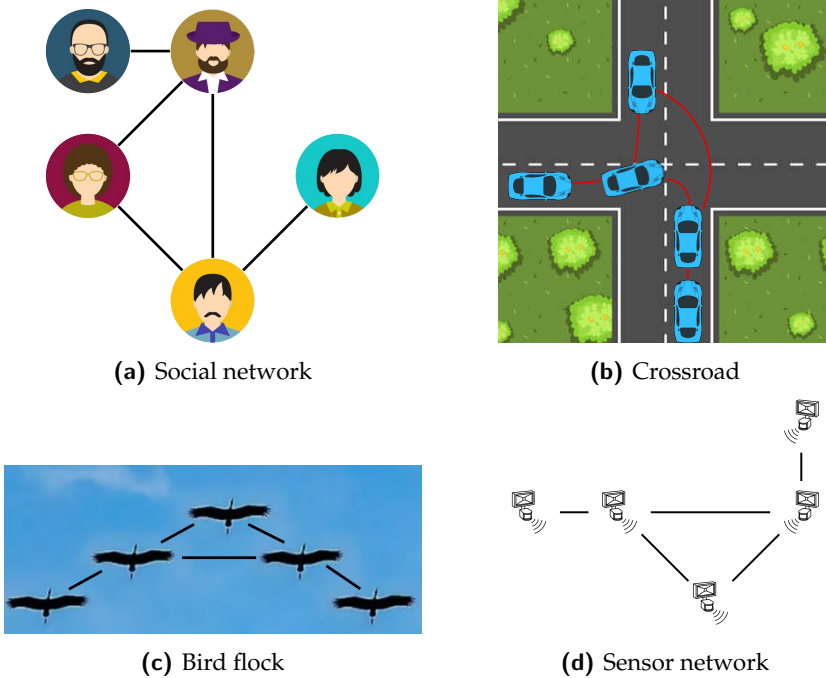 (a) Social network
(b) Crossroad
(c) Bird flock
(d) Sensor network